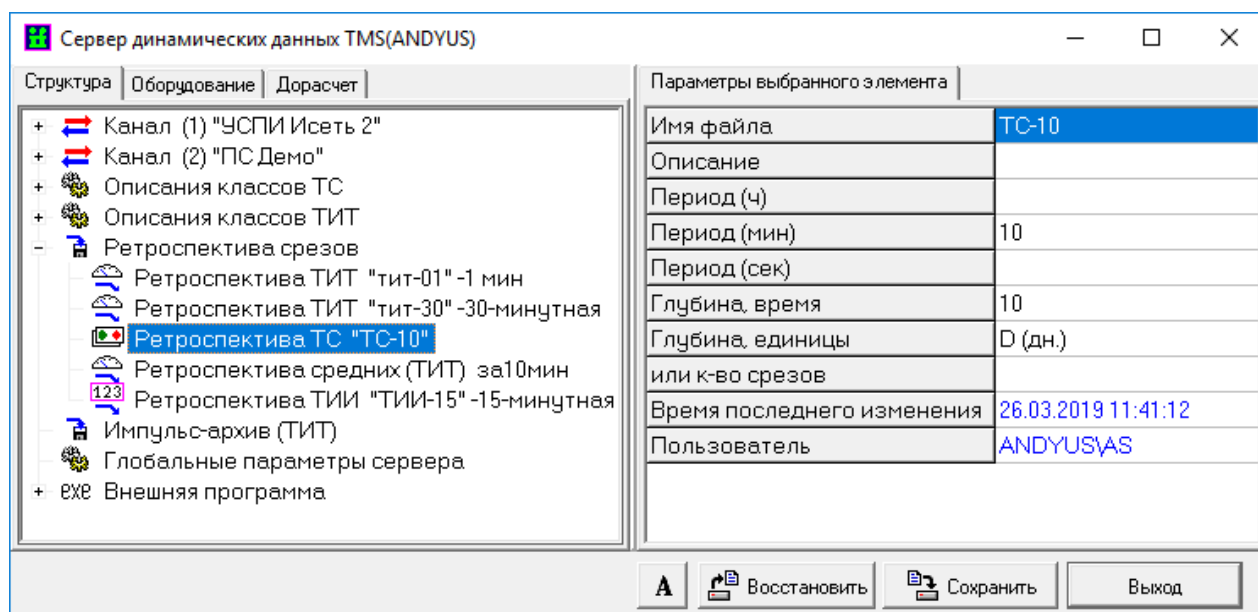 Сервер динамических данных TMS(ANDYUS)
Структура Оборудование Дорасчет
Канал (1) "УСПИ Исеть 2"
Канал (2) "ПС Демо"
Описания классов ТС
Описания классов ТИТ
Ретроспектива срезов
Ретроспектива ТИТ "тит-01" -1 мин
Ретроспектива ТИТ "тит-30" -30-минутная
Ретроспектива ТС "ТС-10"
Ретроспектива средних (ТИТ) за10мин
123 Ретроспектива ТИИ "ТИИ-15" -15-минутная
Импульс-архив (ТИТ)
Глобальные параметры сервера
exe Внешняя программа
Параметры выбранного элемента
Имя файла ТС-10
Описание
Период (ч)
Период (мин) 10
Период (сек)
Глубина, время 10
Глубина, единицы D (дн.)
или к-во срезов
Время последнего изменения 26.03.2019 11:41:12
Пользователь ANDYUS\AS
A Восстановить Сохранить Выход